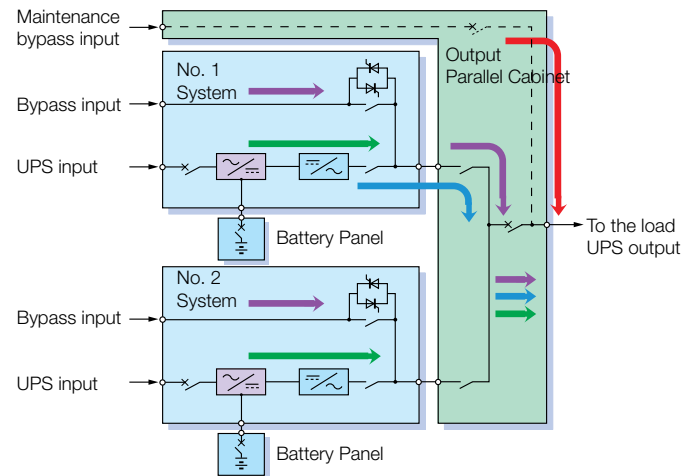 Maintenance
bypass input
Output
Parallel Cabinet
No. 1
System
Bypass input
UPS input
Battery Panel
To the load
UPS output
No. 2
System
Bypass input
UPS input
Battery Panel